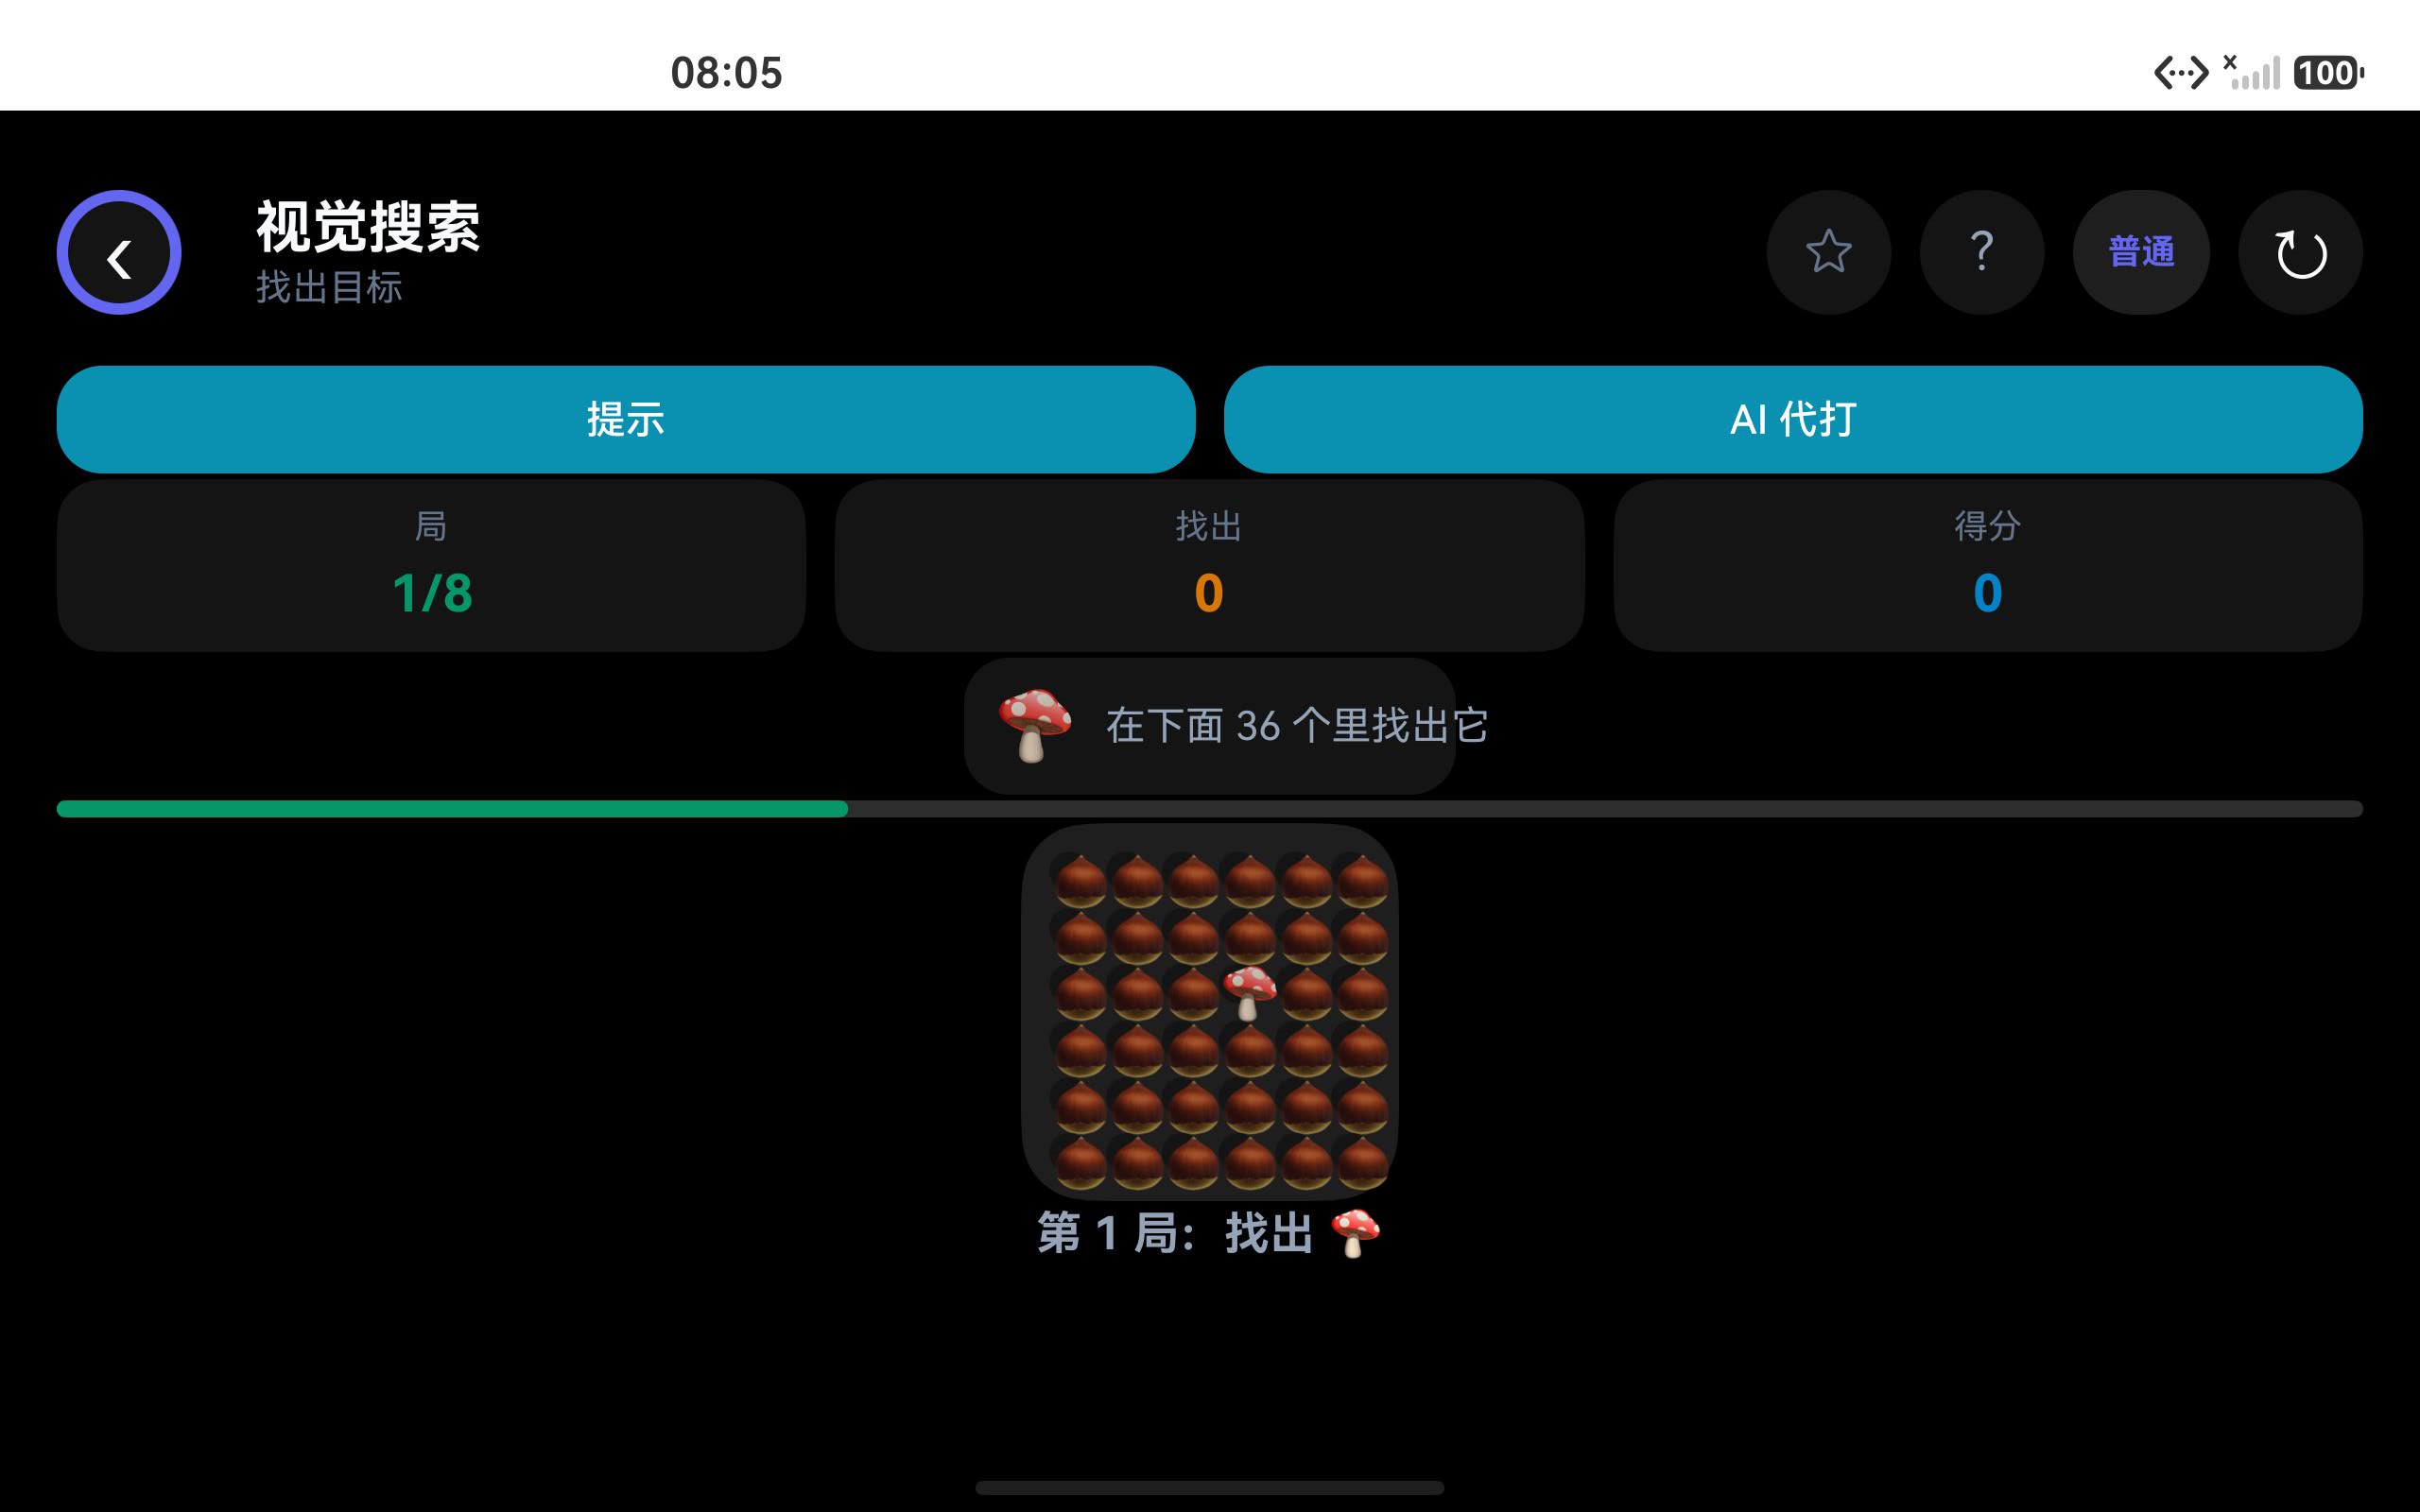 08:05
100
视觉搜索
找出目标
?
普通
提示
AI 代打
局
找出
得分
1/8
0
0
在下面 36 个里找出它
第 1 局：找出 🍄